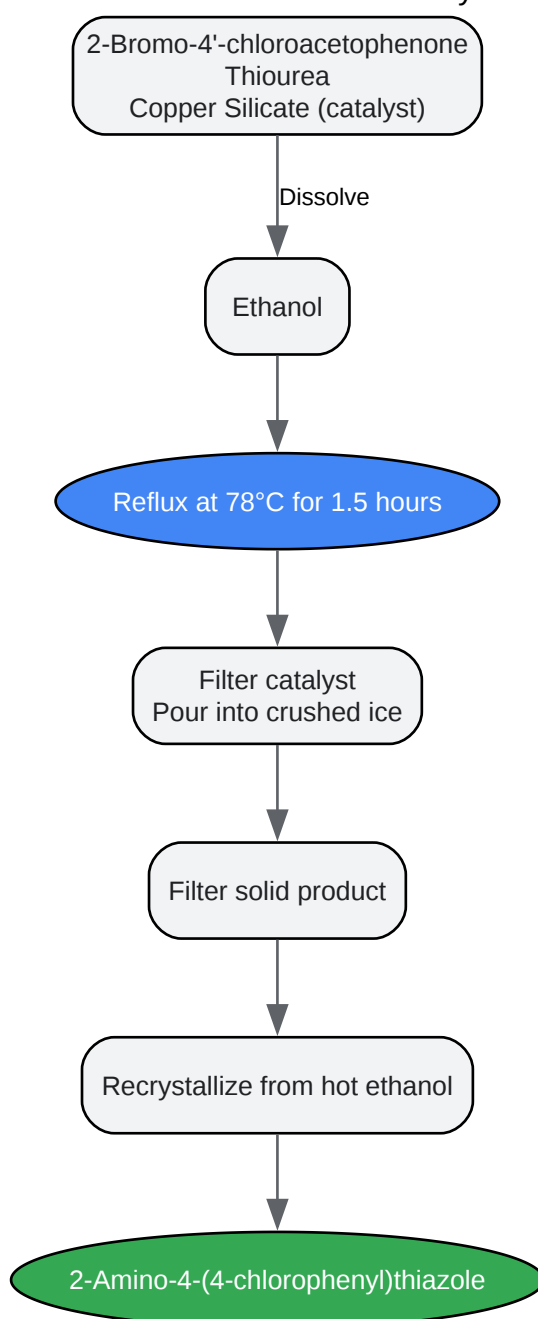 2-Bromo-4'-chloroacetophenone
Thiourea
Copper Silicate (catalyst)
Dissolve
Ethanol
Reflux at 78°C for 1.5 hours
Filter catalyst
Pour into crushed ice
Filter solid product
Recrystallize from hot ethanol
2-Amino-4-(4-chlorophenyl)thiazole